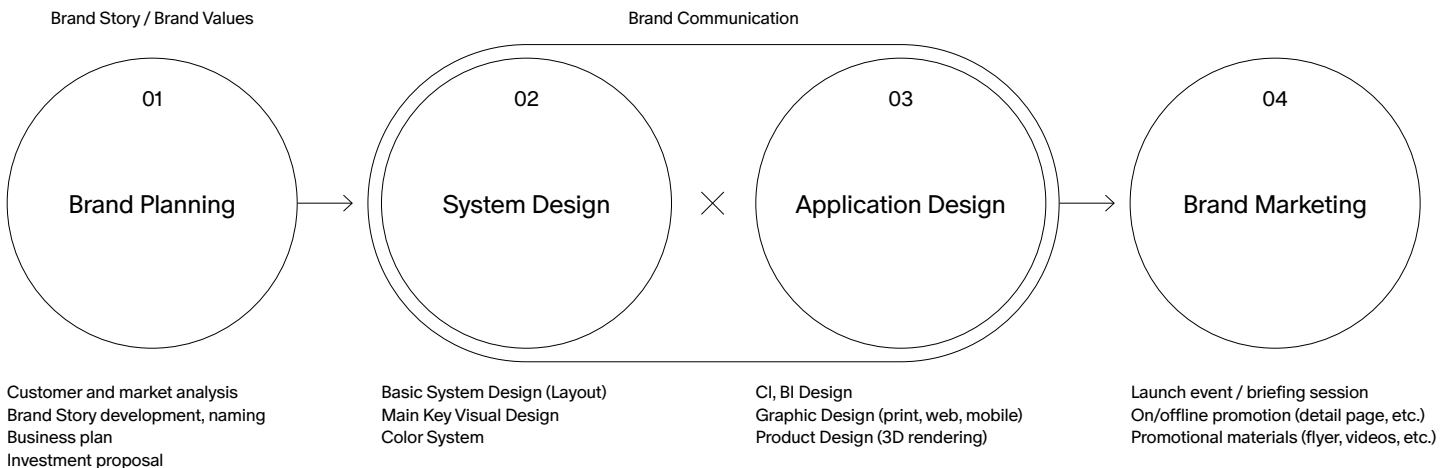 Brand Story / Brand Values
Brand Communication
01
Brand Planning
02
System Design
03
Application Design
04
Brand Marketing
Customer and market analysis
Brand Story development, naming
Business plan
Investment proposal
Basic System Design (Layout)
Main Key Visual Design
Color System
CI, BI Design
Graphic Design (print, web, mobile)
Product Design (3D rendering)
Launch event / briefing session
On/offline promotion (detail page, etc.)
Promotional materials (flyer, videos, etc.)